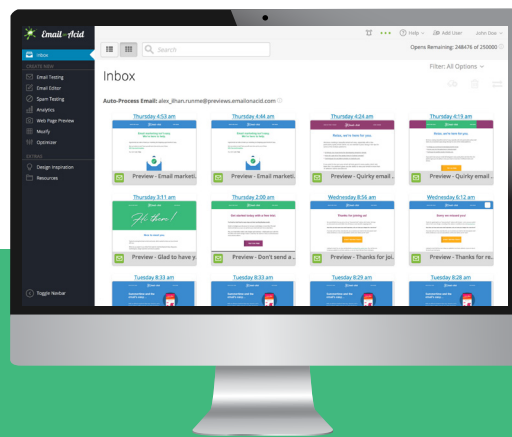 Email on Acid
Help
Add User
John Doe
Inbox
Search
Opens Remaining: 248476 of 250000
CREATE NEW
Email Testing
Email Editor
Spam Testing
Analytics
Web Page Preview
Mozify
Optimizer
EXTRAS
Design Inspiration
Resources
Toggle Navbar
Filter: All Options
Inbox
Auto-Process Email: alex_jlhan.runme@previews.emailonacid.com
Thursday 4:53 am
Thursday 4:44 am
Thursday 4:24 am
Thursday 4:19 am
Preview - Email marketi...
Preview - Email marketi...
Preview - Quirky email ...
Preview - Quirky email ...
Thursday 3:11 am
Thursday 2:00 am
Wednesday 8:56 am
Wednesday 6:12 am
Hi there!
Preview - Glad to have y...
Preview - Don't send a ...
Preview - Thanks for joi...
Preview - Thanks for re...
Tuesday 8:33 am
Tuesday 8:33 am
Tuesday 8:29 am
Tuesday 8:28 am